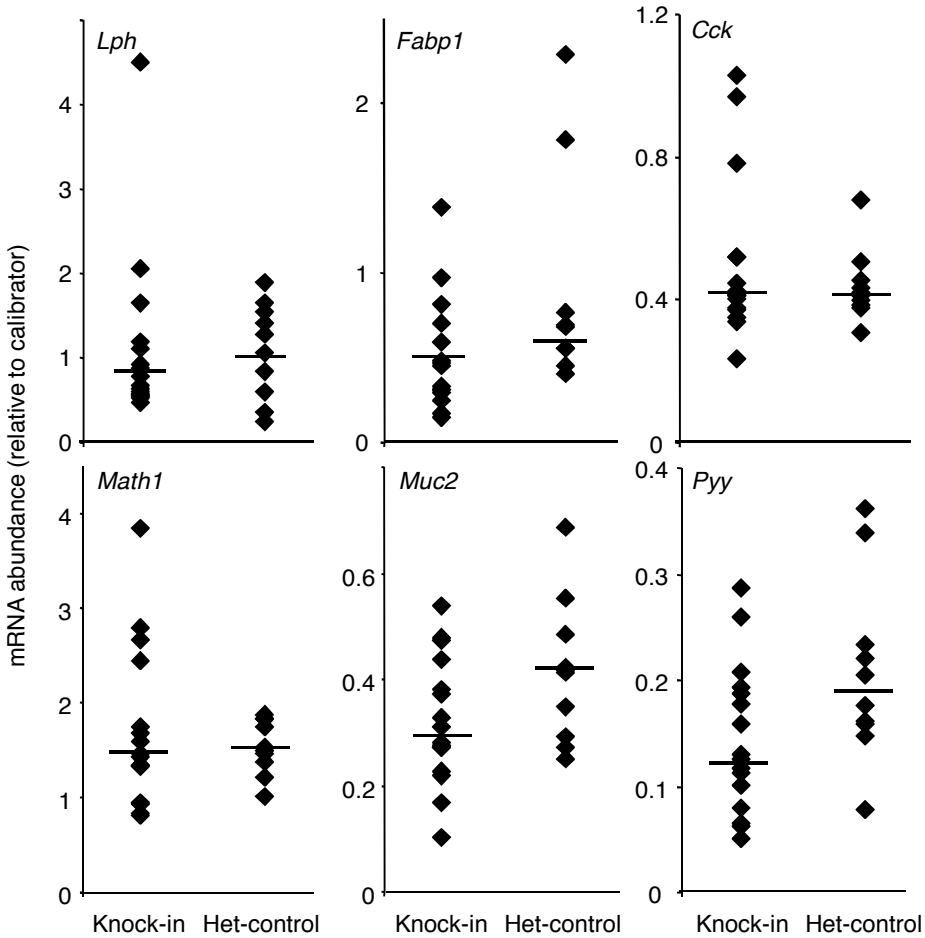 Lph
4
3
2
1
0
Fabp1
2
1
0
Cck
1.2
0.8
0.4
0
Math1
4
3
2
1
0
Muc2
0.6
0.4
0.2
0
Pyy
0.4
0.3
0.2
0.1
0
mRNA abundance (relative to calibrator)
Knock-in Het-control
Knock-in Het-control
Knock-in Het-control